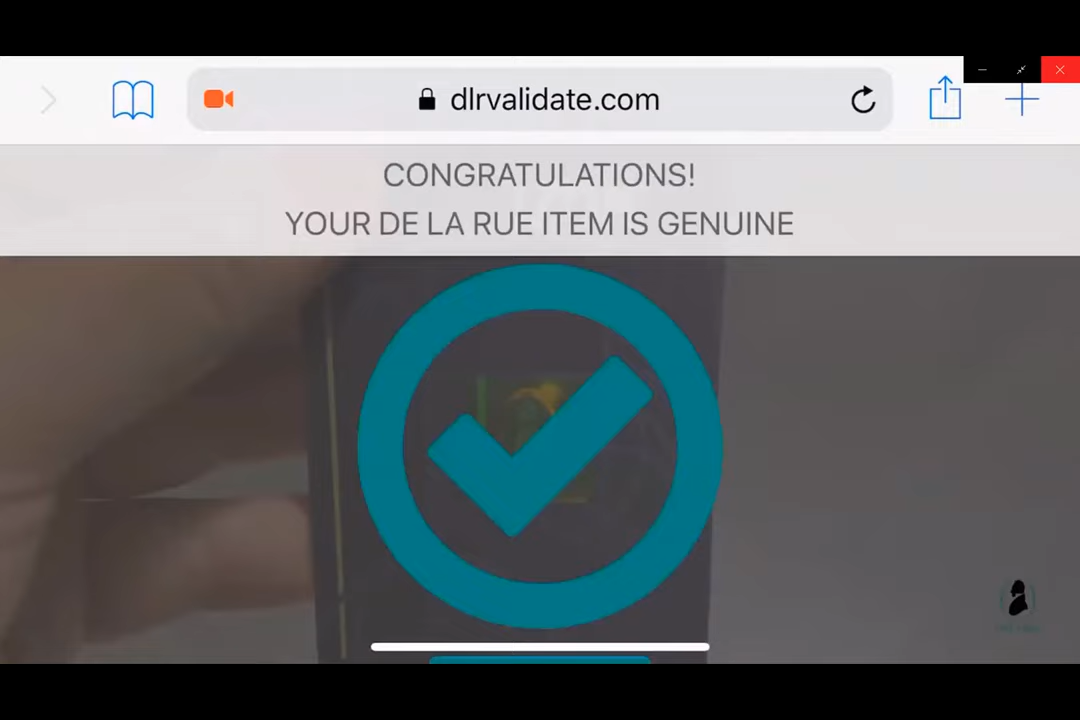 dlrvalidate.com
CONGRATULATIONS!
YOUR DE LA RUE ITEM IS GENUINE